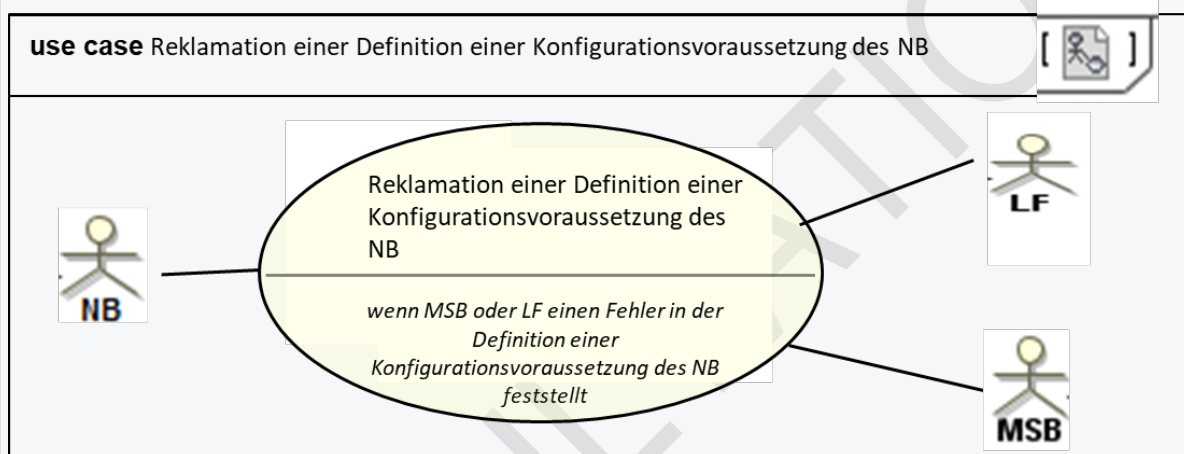 use case Reklamation einer Definition einer Konfigurationsvoraussetzung des NB
[ ]
Reklamation einer Definition einer
Konfigurationsvoraussetzung des
NB
wenn MSB oder LF einen Fehler in der
Definition einer
Konfigurationsvoraussetzung des NB
feststellt
NB
LF
MSB